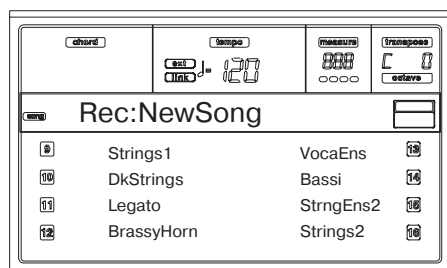 chord tempo measure transpose
ext link ♩= 120 888 C 0
octave
song Rec:NewSong
9 Strings1 VocaEns 13
10 DkStrings Bassi 14
11 Legato StrngEns2 15
12 BrassyHorn Strings2 16